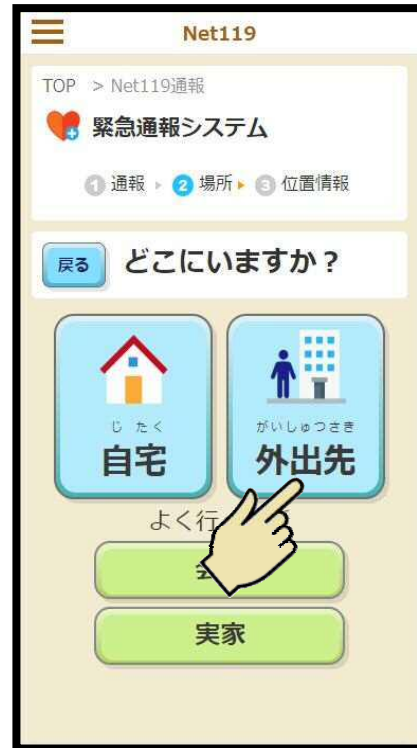 Net119
TOP > Net119通報
緊急通報システム
1 通報 ▸ 2 場所 ▸ 3 位置情報
戻る どこにいますか？
じたく がいしゅつさき
自宅 外出先
よく行
実家